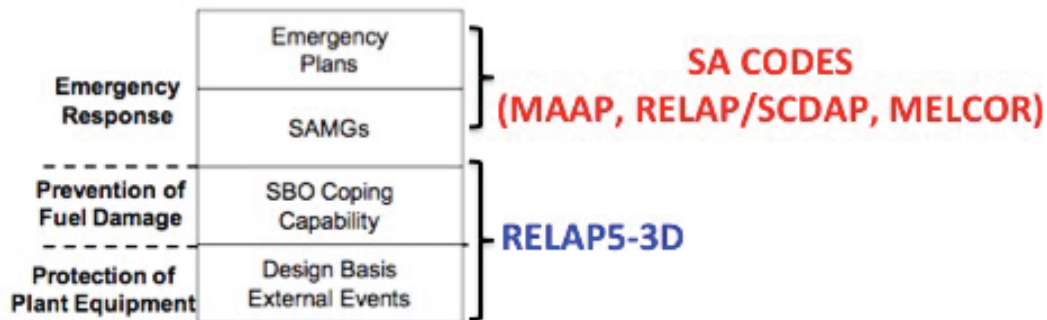 Emergency
Plans
SA CODES
(MAAP, RELAP/SCDAP, MELCOR)
Emergency
Response
SAMGs
Prevention of
Fuel Damage
SBO Coping
Capability
RELAP5-3D
Protection of
Plant Equipment
Design Basis
External Events